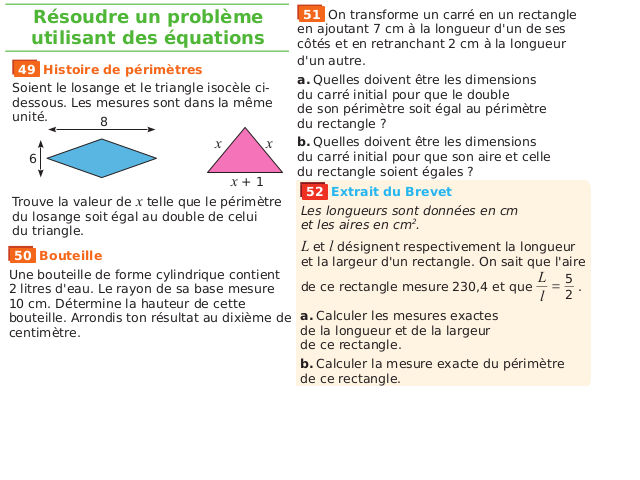 Résoudre un problème
utilisant des équations
49 Histoire de périmètres
Soient le losange et le triangle isocèle ci-
dessous. Les mesures sont dans la même
unité.
8
6
x
x
x + 1
Trouve la valeur de x telle que le périmètre
du losange soit égal au double de celui
du triangle.
50 Bouteille
Une bouteille de forme cylindrique contient
2 litres d'eau. Le rayon de sa base mesure
10 cm. Détermine la hauteur de cette
bouteille. Arrondis ton résultat au dixième de
centimètre.
51 On transforme un carré en un rectangle
en ajoutant 7 cm à la longueur d'un de ses
côtés et en retranchant 2 cm à la longueur
d'un autre.
a. Quelles doivent être les dimensions
du carré initial pour que le double
de son périmètre soit égal au périmètre
du rectangle ?
b. Quelles doivent être les dimensions
du carré initial pour que son aire et celle
du rectangle soient égales ?
52 Extrait du Brevet
Les longueurs sont données en cm
et les aires en cm².
L et l désignent respectivement la longueur
et la largeur d'un rectangle. On sait que l'aire
de ce rectangle mesure 230,4 et que L/l = 5/2 .
a. Calculer les mesures exactes
de la longueur et de la largeur
de ce rectangle.
b. Calculer la mesure exacte du périmètre
de ce rectangle.